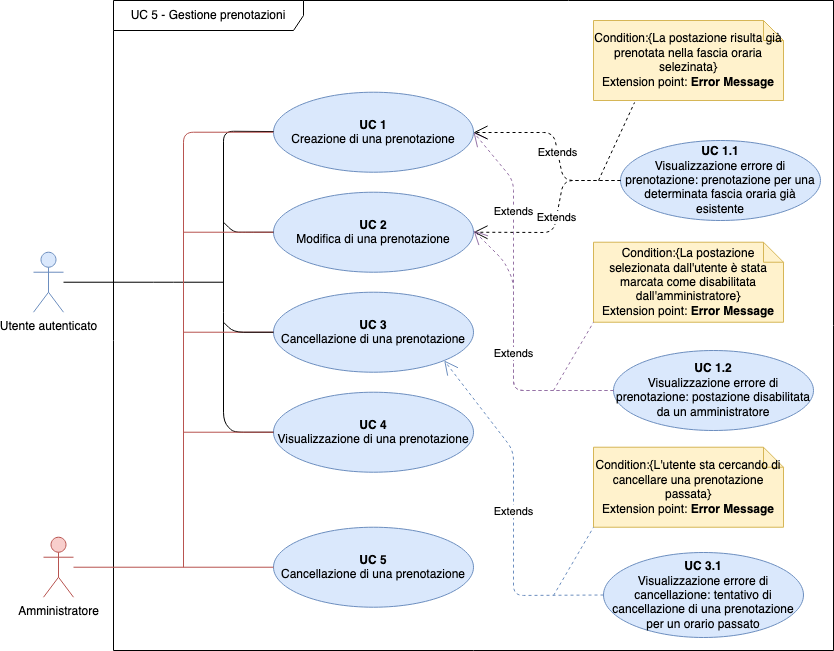 UC 5 - Gestione prenotazioni
Condition:{La postazione risulta già
prenotata nella fascia oraria
selezinata}
Extension point: Error Message
UC 1
Creazione di una prenotazione
Extends
UC 1.1
Visualizzazione errore di
prenotazione: prenotazione per una
determinata fascia oraria già
esistente
UC 2
Modifica di una prenotazione
Extends
Extends
Condition:{La postazione
selezionata dall'utente è stata
marcata come disabilitata
dall'amministratore}
Extension point: Error Message
Utente autenticato
UC 3
Cancellazione di una prenotazione
Extends
UC 1.2
Visualizzazione errore di
prenotazione: postazione disabilitata
da un amministratore
UC 4
Visualizzazione di una prenotazione
Condition:{L'utente sta cercando di
cancellare una prenotazione
passata}
Extension point: Error Message
Extends
UC 5
Cancellazione di una prenotazione
UC 3.1
Visualizzazione errore di
cancellazione: tentativo di
cancellazione di una prenotazione
per un orario passato
Amministratore